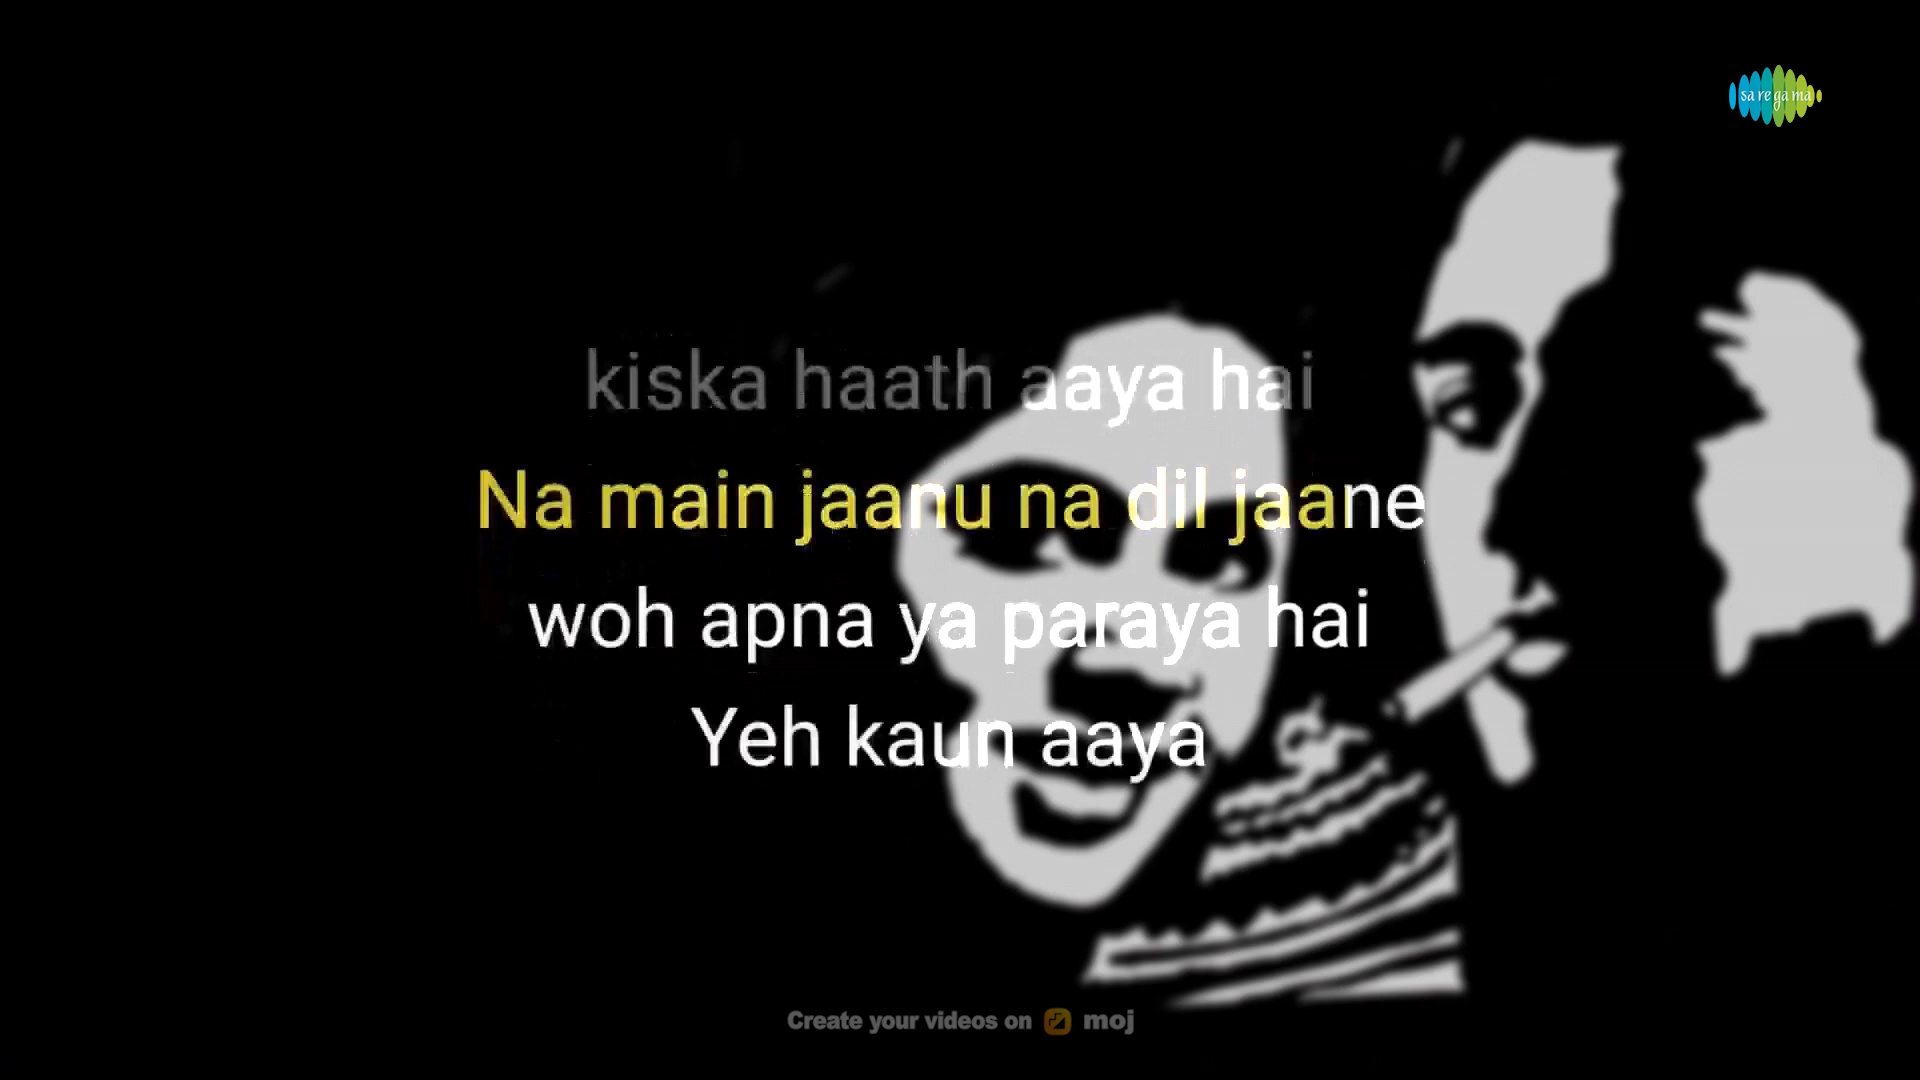 sa re ga ma
kiska haath aaya hai
Na main jaanu na dil jaane
woh apna ya paraya hai
Yeh kaun aaya
Create your videos on moj